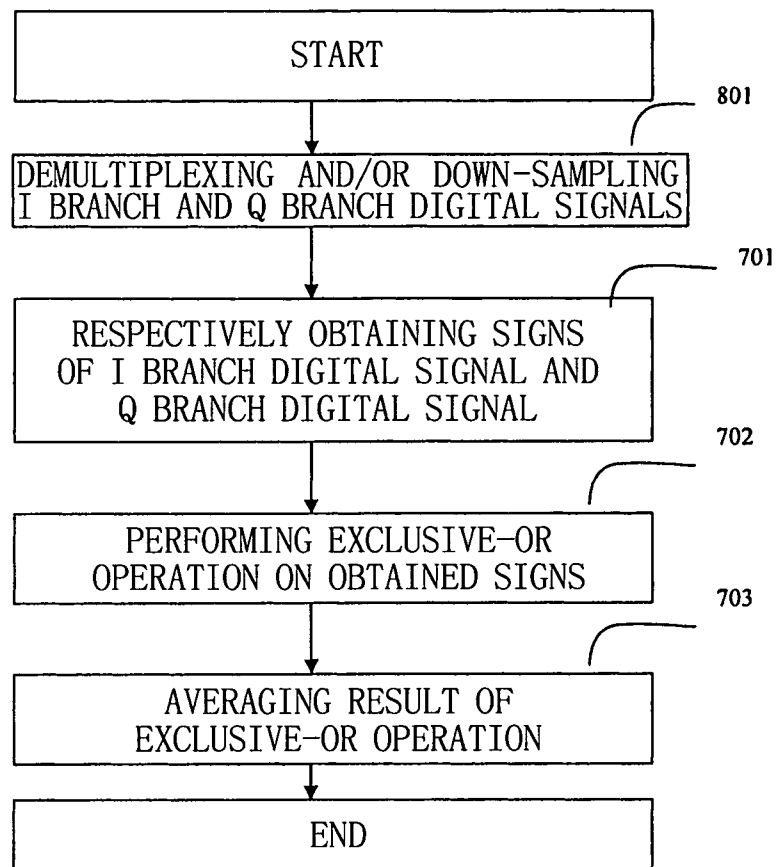 START
801
DEMULTIPLEXING AND/OR DOWN-SAMPLING
I BRANCH AND Q BRANCH DIGITAL SIGNALS
701
RESPECTIVELY OBTAINING SIGNS
OF I BRANCH DIGITAL SIGNAL AND
Q BRANCH DIGITAL SIGNAL
702
PERFORMING EXCLUSIVE-OR
OPERATION ON OBTAINED SIGNS
703
AVERAGING RESULT OF
EXCLUSIVE-OR OPERATION
END